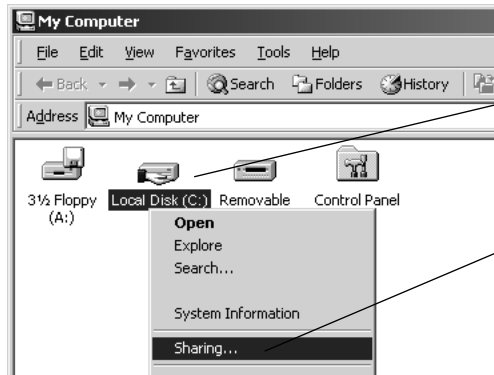 My Computer
File Edit View Favorites Tools Help
Back Search Folders History
Address My Computer
3½ Floppy (A:)
Local Disk (C:)
Removable
Control Panel
Open
Explore
Search...
System Information
Sharing...